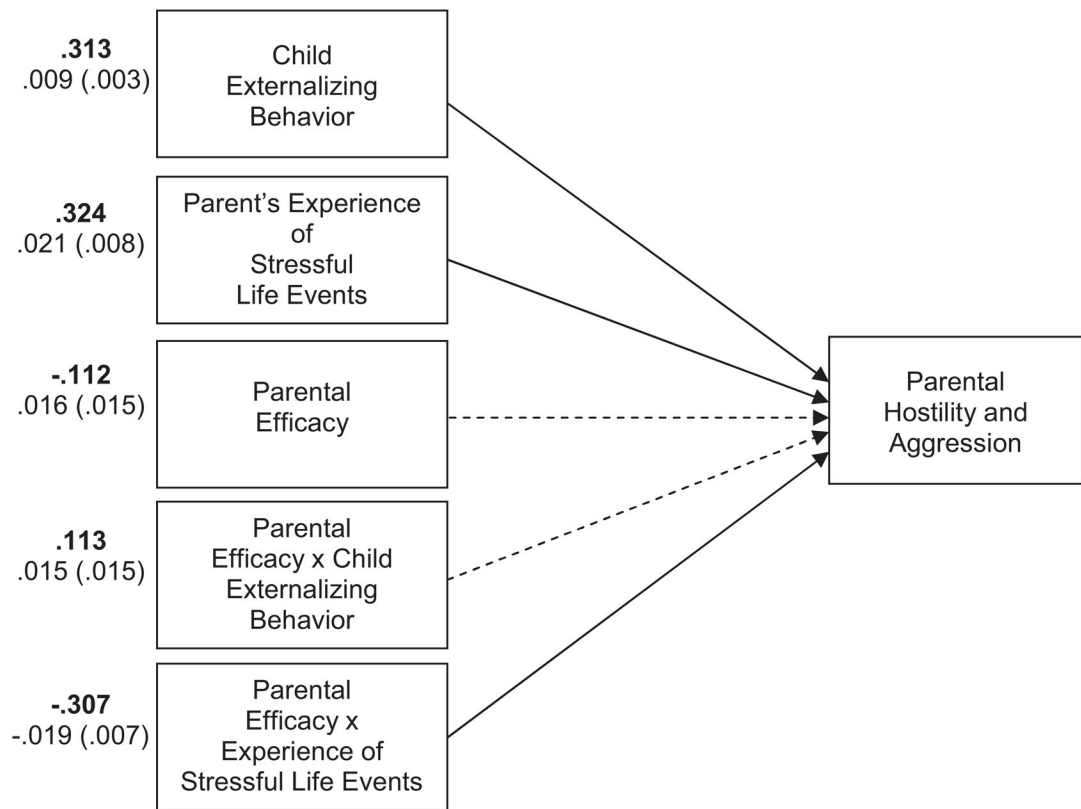 .313
.009 (.003)
Child
Externalizing
Behavior
.324
.021 (.008)
Parent’s Experience
of
Stressful
Life Events
-.112
.016 (.015)
Parental
Efficacy
Parental
Hostility and
Aggression
.113
.015 (.015)
Parental
Efficacy x Child
Externalizing
Behavior
-.307
-.019 (.007)
Parental
Efficacy x
Experience of
Stressful Life Events